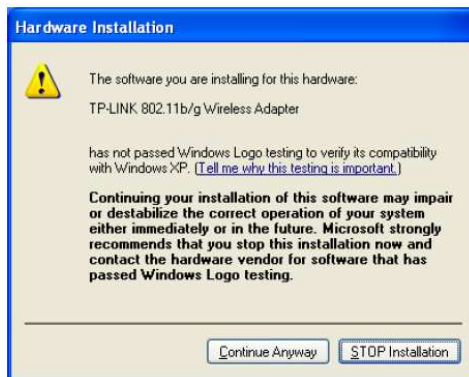 Hardware Installation
The software you are installing for this hardware:
TP-LINK 802.11b/g Wireless Adapter
has not passed Windows Logo testing to verify its compatibility
with Windows XP. (Tell me why this testing is important.)
Continuing your installation of this software may impair
or destabilize the correct operation of your system
either immediately or in the future. Microsoft strongly
recommends that you stop this installation now and
contact the hardware vendor for software that has
passed Windows Logo testing.
Continue Anyway
STOP Installation